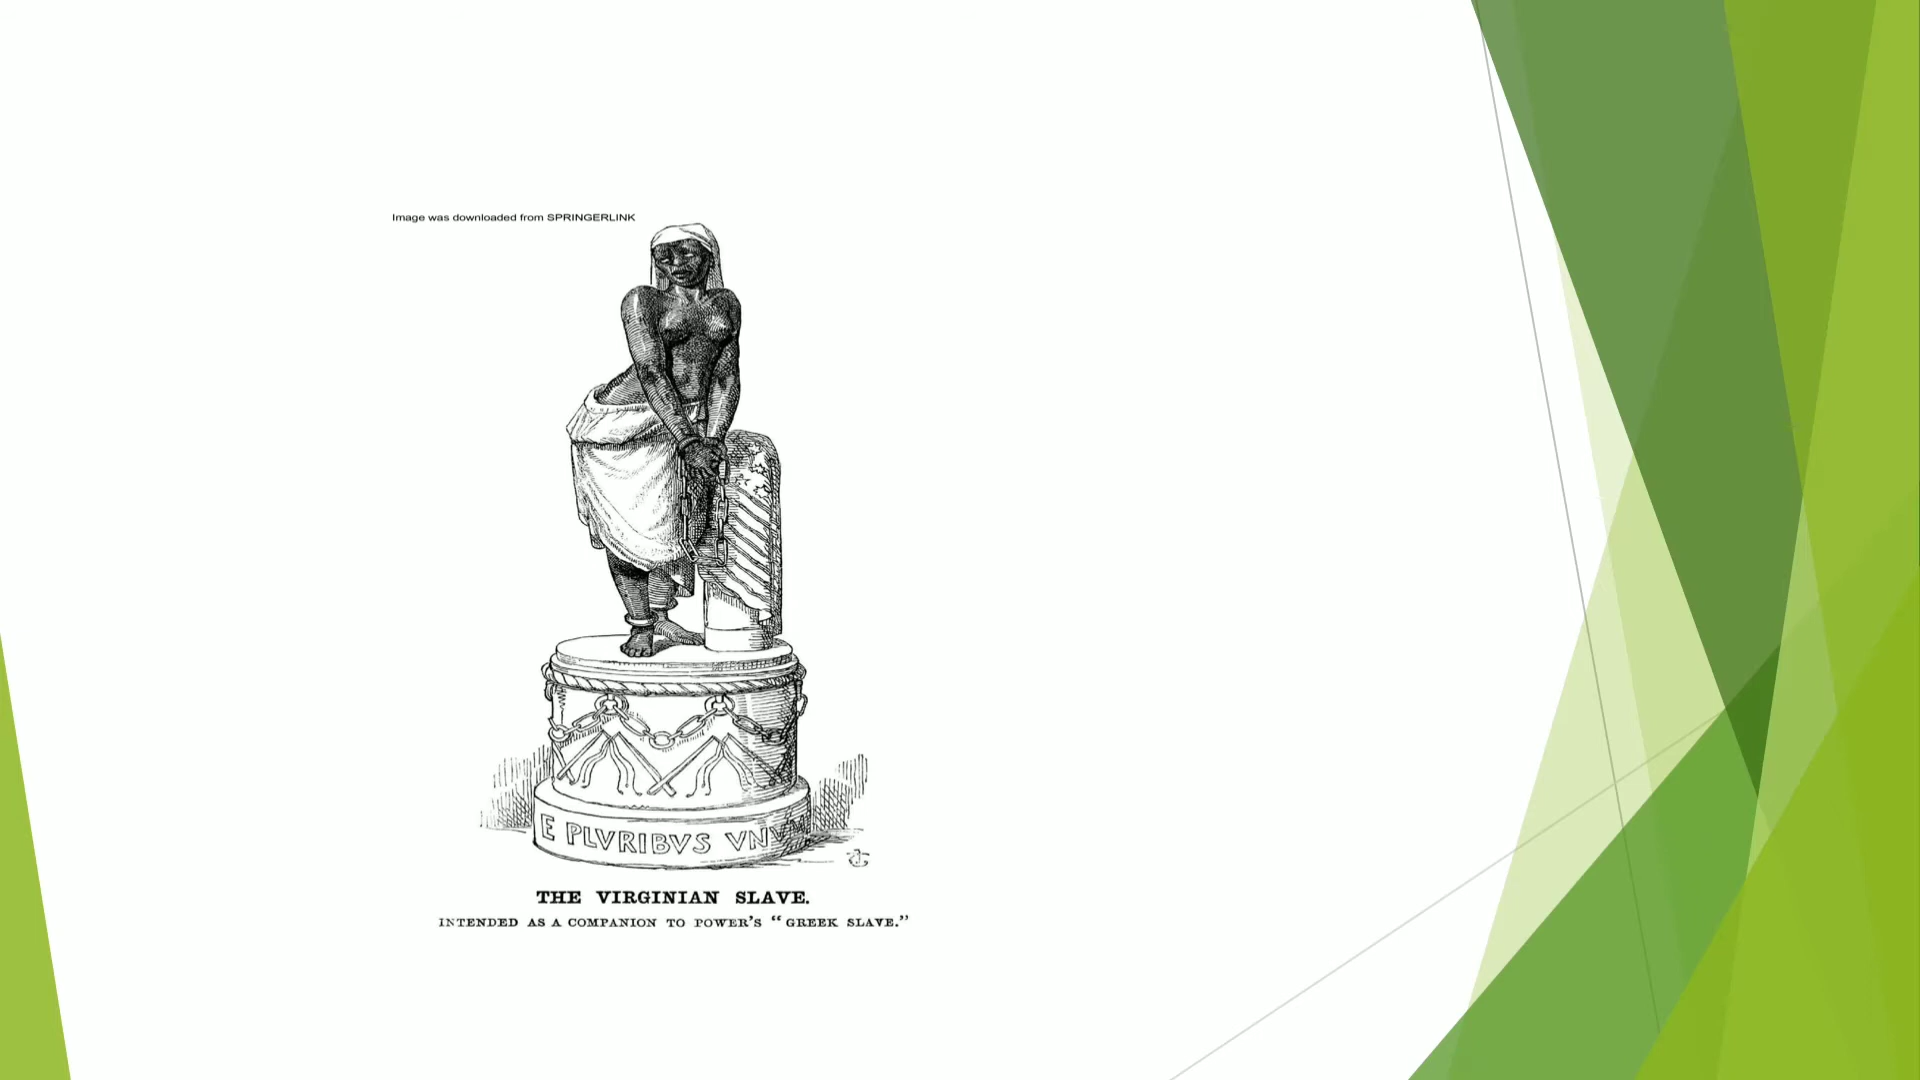 Image was downloaded from SPRINGERLINK
E PLVRIBVS VNVM
THE VIRGINIAN SLAVE.
INTENDED AS A COMPANION TO POWER'S “GREEK SLAVE.”